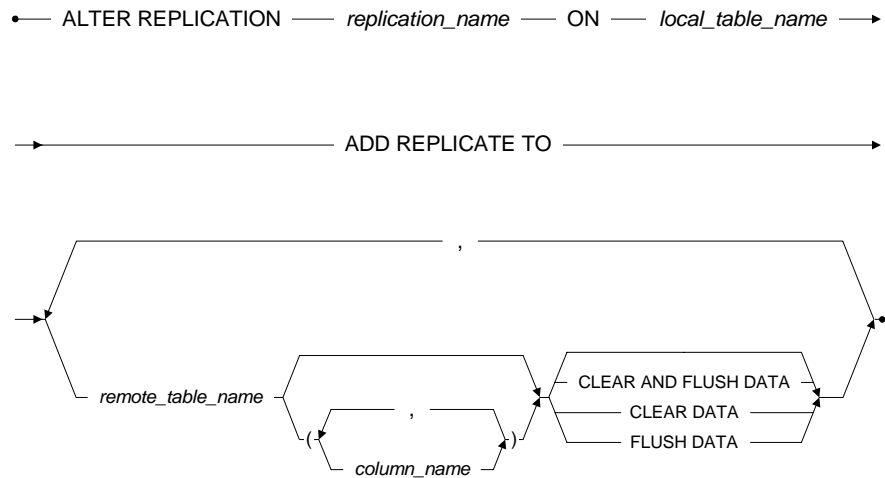 ALTER REPLICATION replication_name ON local_table_name
ADD REPLICATE TO
,
remote_table_name
CLEAR AND FLUSH DATA
CLEAR DATA
FLUSH DATA
( , )
column_name